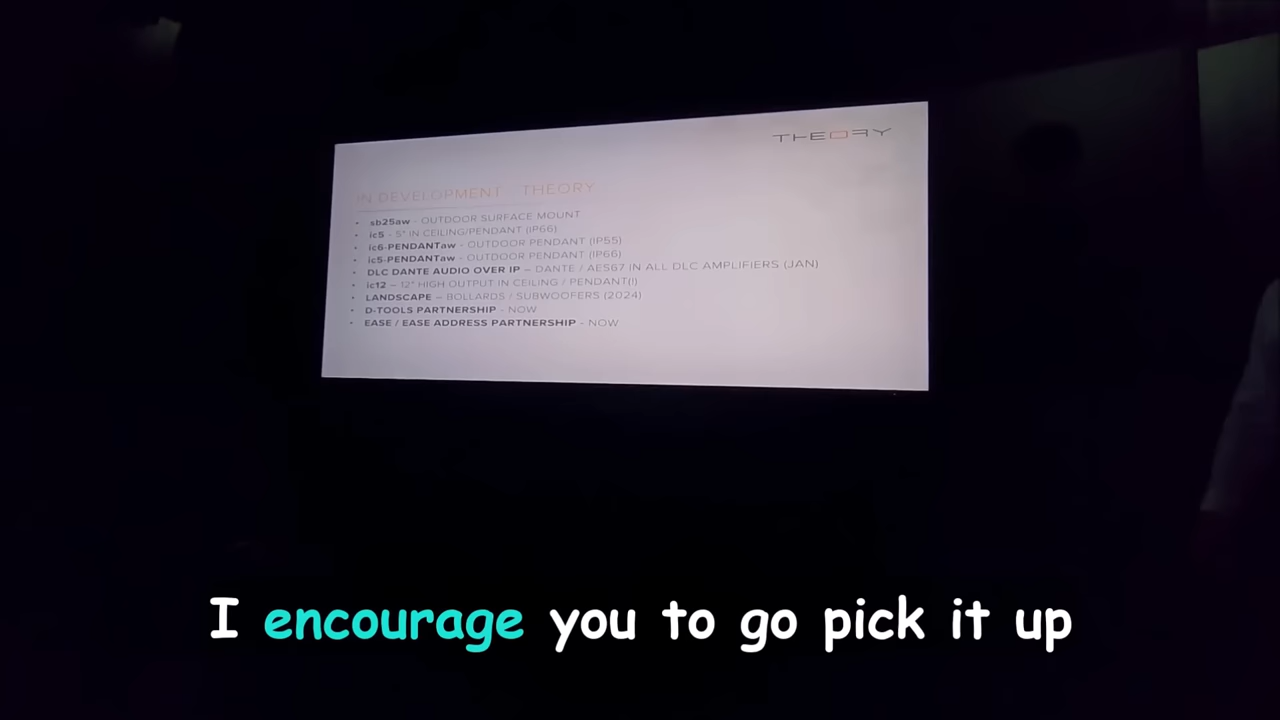 THEORY
IN DEVELOPMENT - THEORY
• sb25aw - OUTDOOR SURFACE MOUNT
• ic5 - 5" IN CEILING/PENDANT (IP66)
• ic6-PENDANTaw - OUTDOOR PENDANT (IP55)
• ic5-PENDANTaw - OUTDOOR PENDANT (IP66)
• DLC DANTE AUDIO OVER IP – DANTE / AES67 IN ALL DLC AMPLIFIERS (JAN)
• ic12 – 12" HIGH OUTPUT IN CEILING / PENDANT(!)
• LANDSCAPE – BOLLARDS / SUBWOOFERS (2024)
• D-TOOLS PARTNERSHIP - NOW
• EASE / EASE ADDRESS PARTNERSHIP - NOW
I encourage you to go pick it up